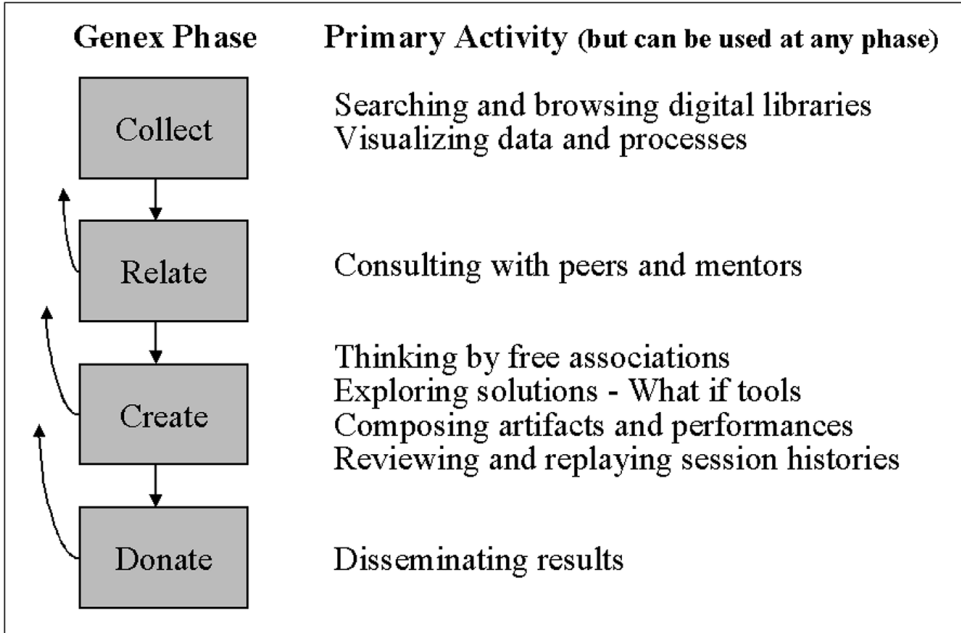 Genex Phase Primary Activity (but can be used at any phase)
Collect
Searching and browsing digital libraries
Visualizing data and processes
Relate
Consulting with peers and mentors
Create
Thinking by free associations
Exploring solutions - What if tools
Composing artifacts and performances
Reviewing and replaying session histories
Donate
Disseminating results